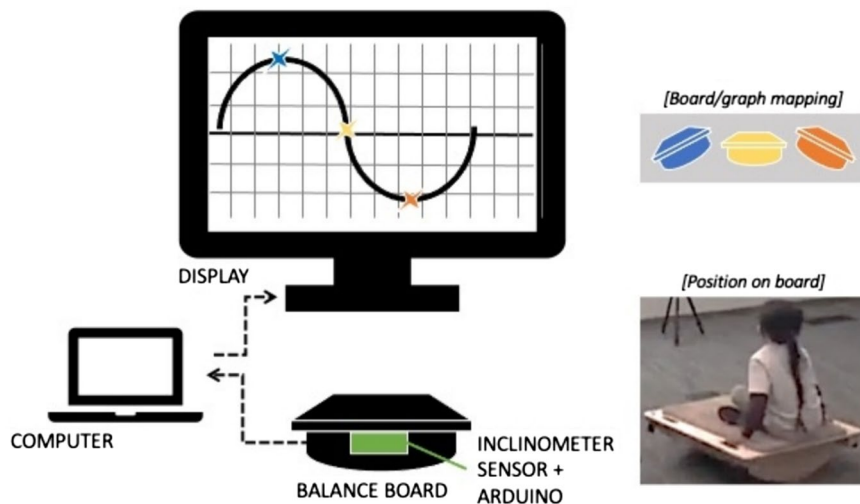 [Board/graph mapping]
DISPLAY
[Position on board]
COMPUTER
INCLINOMETER
SENSOR +
ARDUINO
BALANCE BOARD